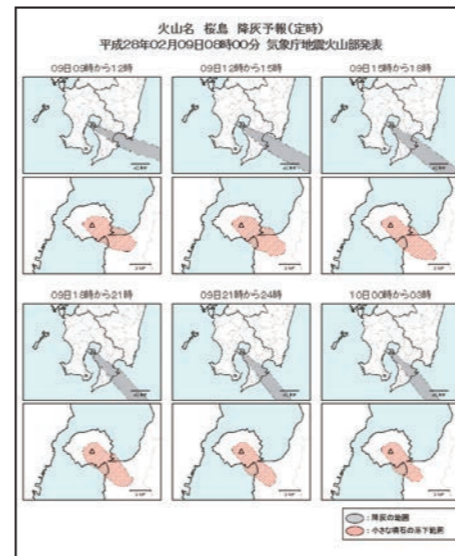 火山名　桜島　降灰予報（定時）
平成28年02月09日08時00分　気象庁地震火山部発表
09日09時から12時
09日12時から15時
09日15時から18時
09日18時から21時
09日21時から24時
10日00時から03時
：降灰の範囲
：小さな噴石の落下範囲